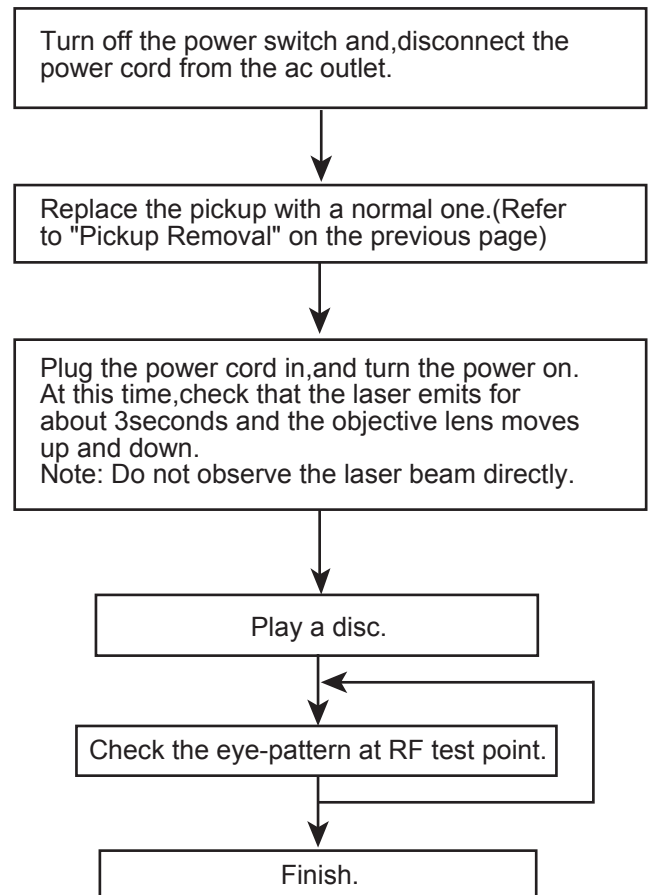 Turn off the power switch and,disconnect the
power cord from the ac outlet.
Replace the pickup with a normal one.(Refer
to "Pickup Removal" on the previous page)
Plug the power cord in,and turn the power on.
At this time,check that the laser emits for
about 3seconds and the objective lens moves
up and down.
Note: Do not observe the laser beam directly.
Play a disc.
Check the eye-pattern at RF test point.
Finish.